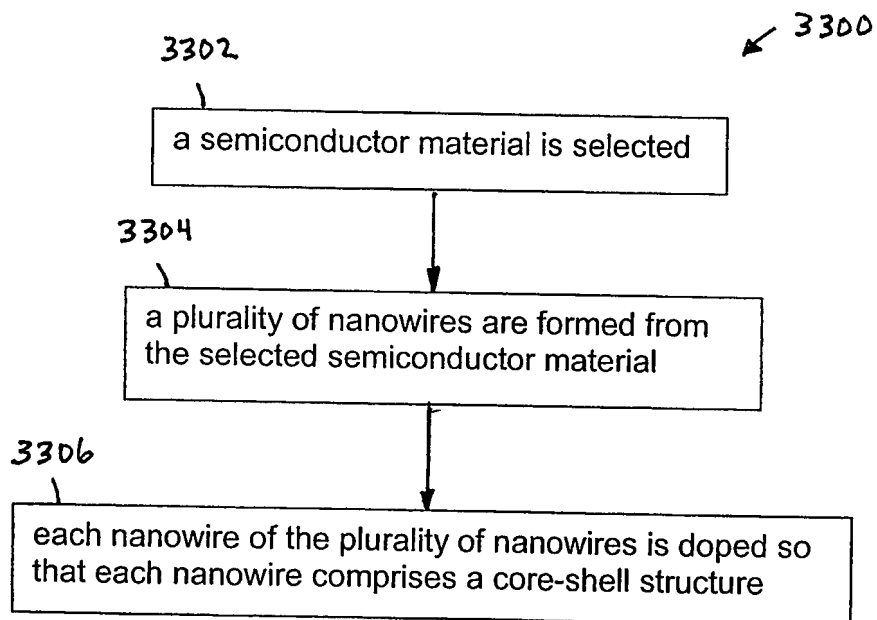 3300
3302
a semiconductor material is selected
3304
a plurality of nanowires are formed from
the selected semiconductor material
3306
each nanowire of the plurality of nanowires is doped so
that each nanowire comprises a core-shell structure